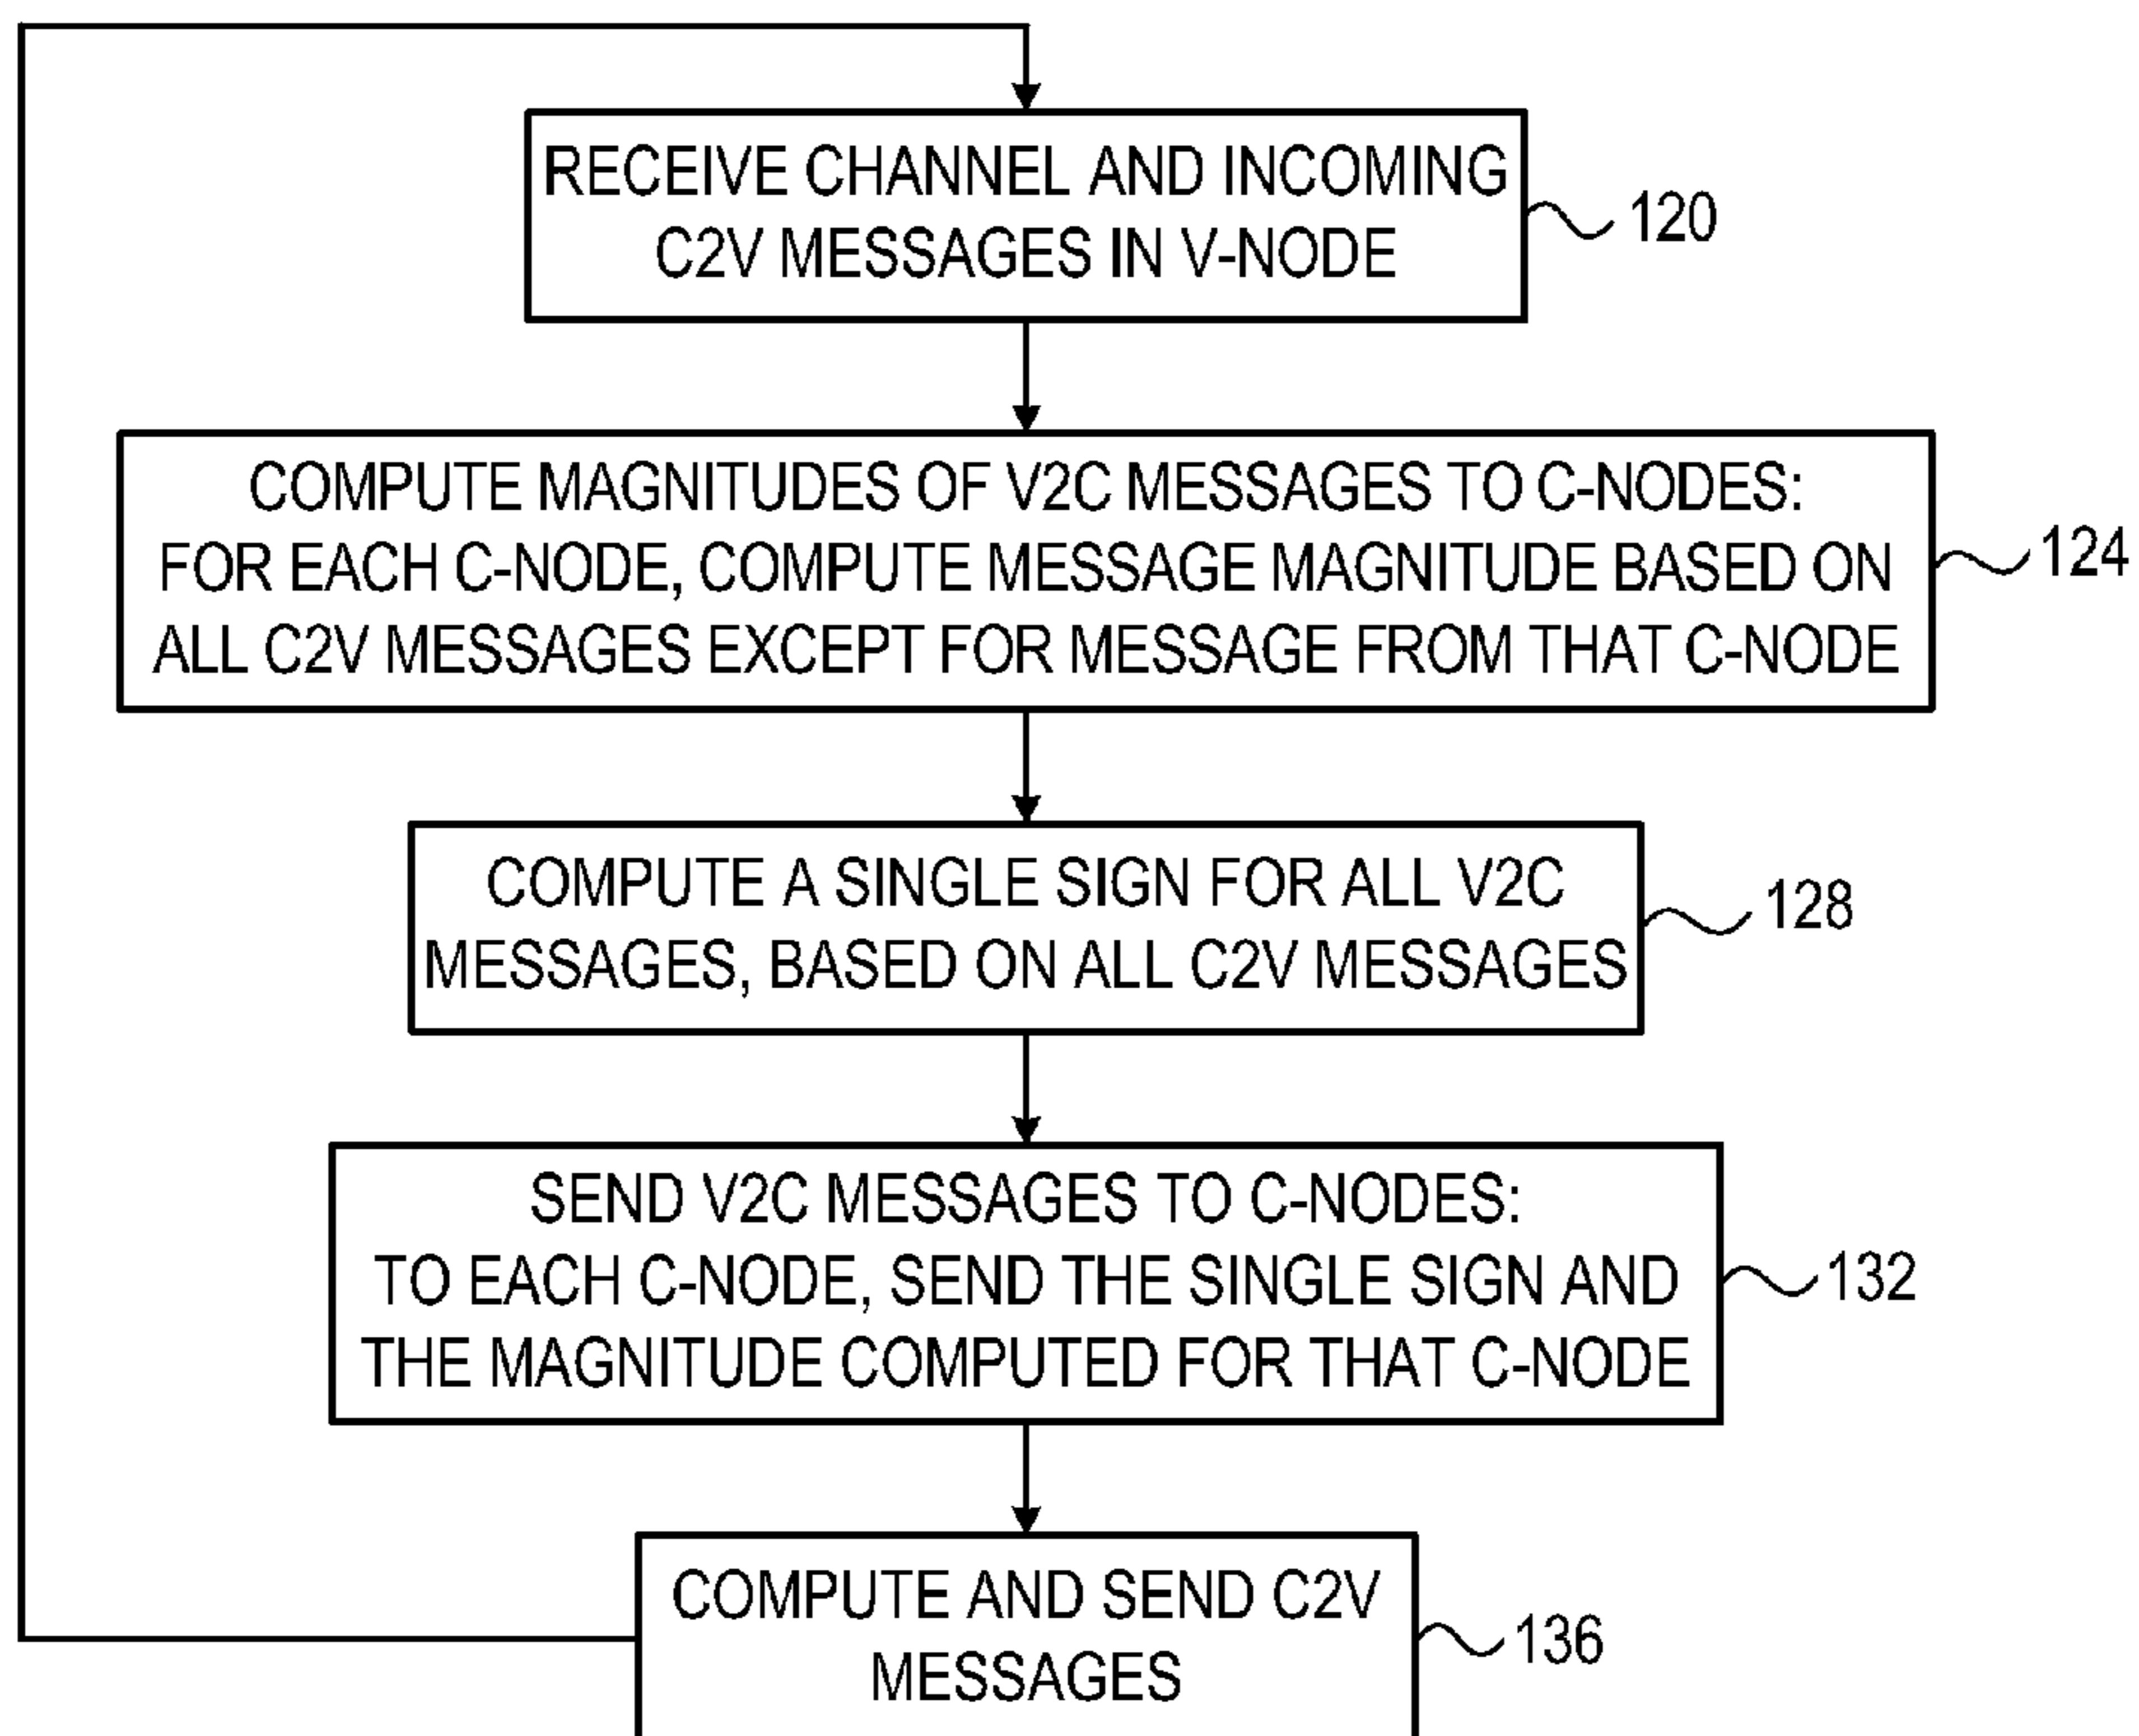 RECEIVE CHANNEL AND INCOMING
C2V MESSAGES IN V-NODE
120
COMPUTE MAGNITUDES OF V2C MESSAGES TO C-NODES:
FOR EACH C-NODE, COMPUTE MESSAGE MAGNITUDE BASED ON
ALL C2V MESSAGES EXCEPT FOR MESSAGE FROM THAT C-NODE
124
COMPUTE A SINGLE SIGN FOR ALL V2C
MESSAGES, BASED ON ALL C2V MESSAGES
128
SEND V2C MESSAGES TO C-NODES:
TO EACH C-NODE, SEND THE SINGLE SIGN AND
THE MAGNITUDE COMPUTED FOR THAT C-NODE
132
COMPUTE AND SEND C2V
MESSAGES
136